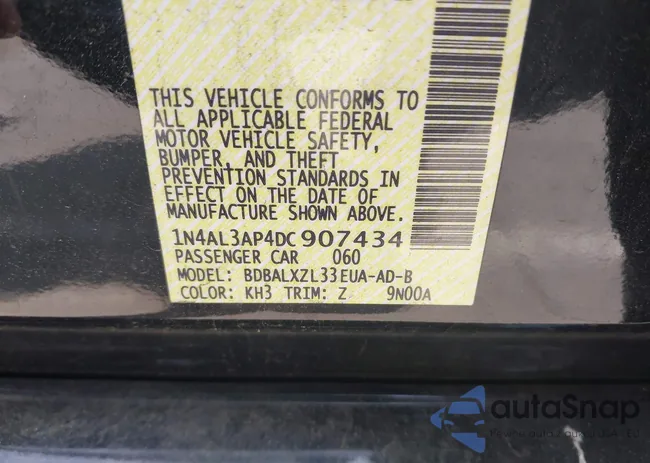 THIS VEHICLE CONFORMS TO
ALL APPLICABLE FEDERAL
MOTOR VEHICLE SAFETY,
BUMPER, AND THEFT
PREVENTION STANDARDS IN
EFFECT ON THE DATE OF
MANUFACTURE SHOWN ABOVE.
1N4AL3AP4DC907434
PASSENGER CAR 060
MODEL: BDBALXZL33EUA-AD-B
COLOR: KH3 TRIM: Z 9N00A
autoSnap